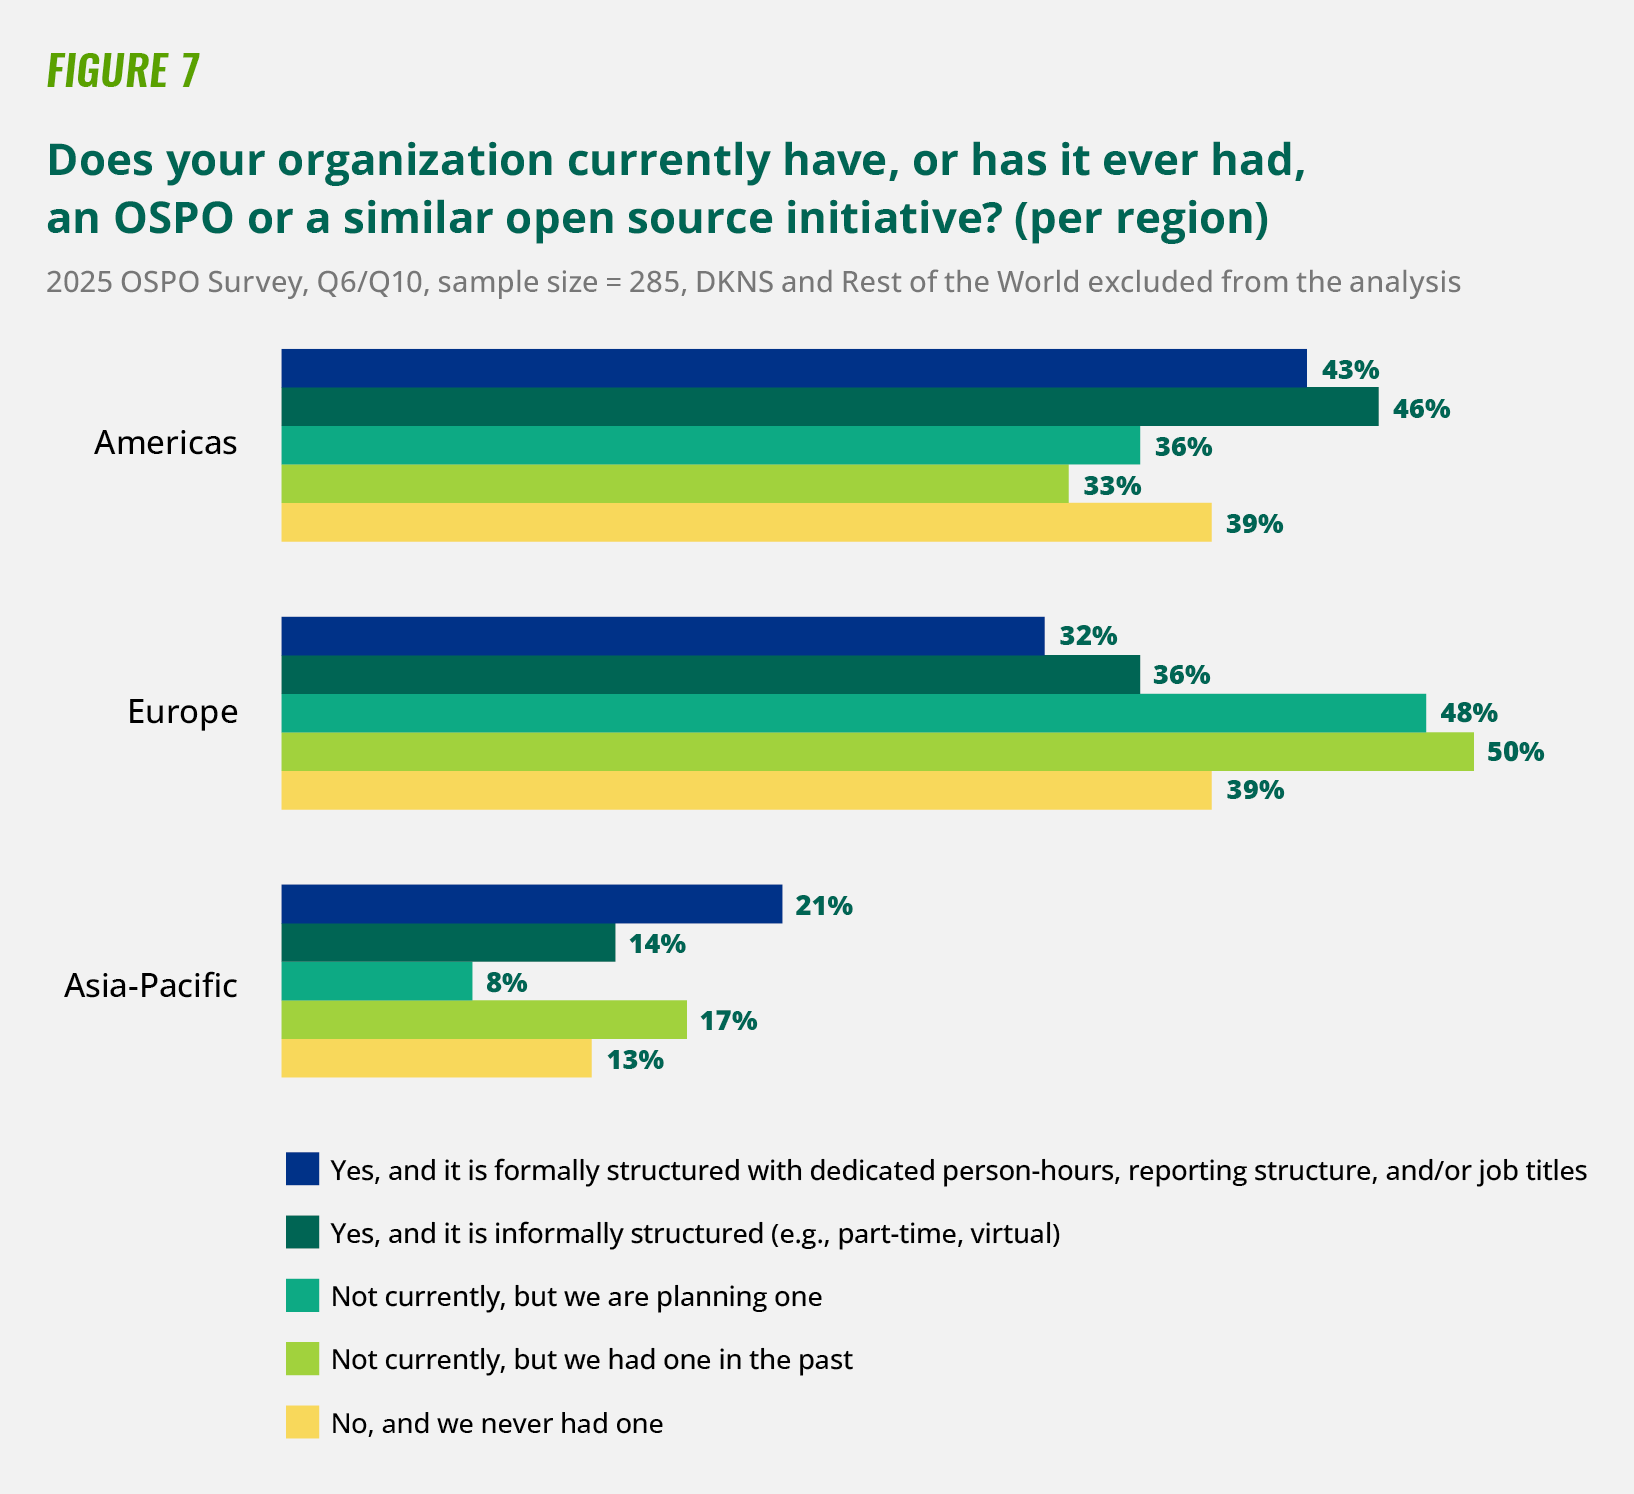 FIGURE 7
Does your organization currently have, or has it ever had,
an OSPO or a similar open source initiative? (per region)
2025 OSPO Survey, Q6/Q10, sample size = 285, DKNS and Rest of the World excluded from the analysis
Americas
43%
46%
36%
33%
39%
Europe
32%
36%
48%
50%
39%
Asia-Pacific
21%
14%
8%
17%
13%
Yes, and it is formally structured with dedicated person-hours, reporting structure, and/or job titles
Yes, and it is informally structured (e.g., part-time, virtual)
Not currently, but we are planning one
Not currently, but we had one in the past
No, and we never had one